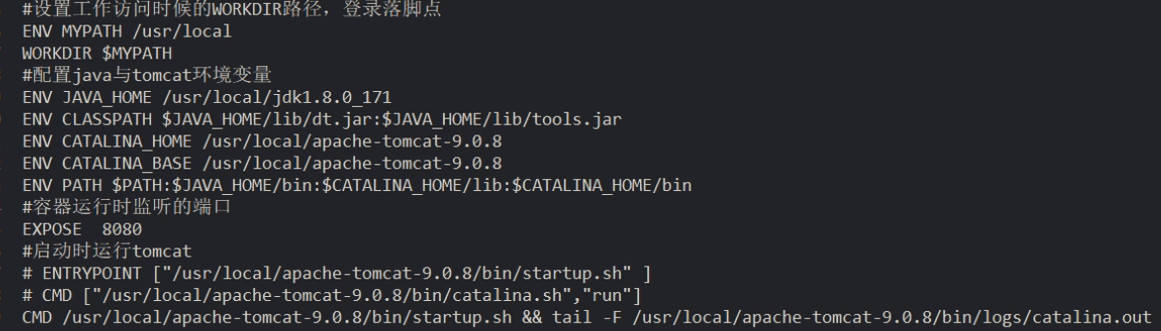 #设置工作访问时候的WORKDIR路径，登录落脚点
ENV MYPATH /usr/local
WORKDIR $MYPATH
#配置java与tomcat环境变量
ENV JAVA_HOME /usr/local/jdk1.8.0_171
ENV CLASSPATH $JAVA_HOME/lib/dt.jar:$JAVA_HOME/lib/tools.jar
ENV CATALINA_HOME /usr/local/apache-tomcat-9.0.8
ENV CATALINA_BASE /usr/local/apache-tomcat-9.0.8
ENV PATH $PATH:$JAVA_HOME/bin:$CATALINA_HOME/lib:$CATALINA_HOME/bin
#容器运行时监听的端口
EXPOSE  8080
#启动时运行tomcat
# ENTRYPOINT ["/usr/local/apache-tomcat-9.0.8/bin/startup.sh" ]
# CMD ["/usr/local/apache-tomcat-9.0.8/bin/catalina.sh","run"]
CMD /usr/local/apache-tomcat-9.0.8/bin/startup.sh && tail -F /usr/local/apache-tomcat-9.0.8/bin/logs/catalina.out